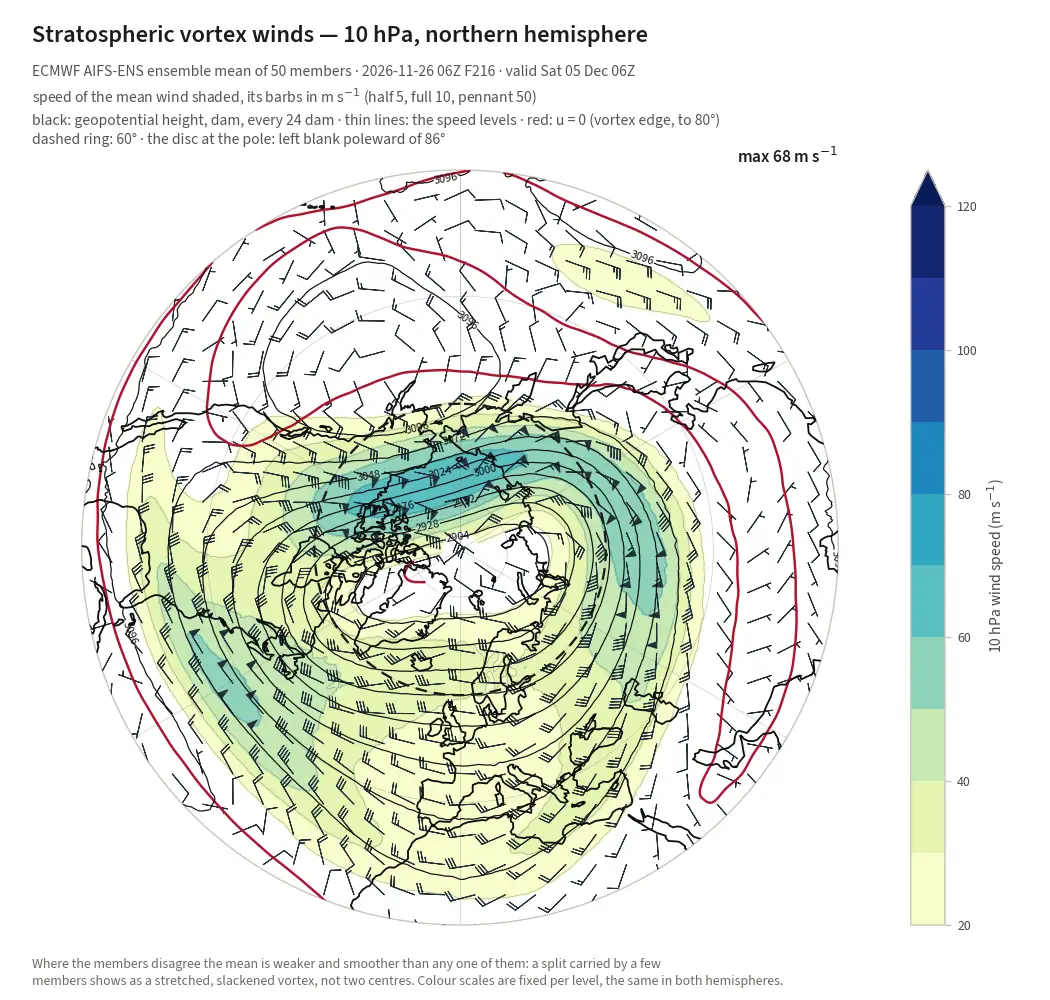 Stratospheric vortex winds — 10 hPa, northern hemisphere
ECMWF AIFS-ENS ensemble mean of 50 members · 2026-11-26 06Z F216 · valid Sat 05 Dec 06Z
speed of the mean wind shaded, its barbs in m s⁻¹ (half 5, full 10, pennant 50)
black: geopotential height, dam, every 24 dam · thin lines: the speed levels · red: u = 0 (vortex edge, to 80°)
dashed ring: 60° · the disc at the pole: left blank poleward of 86°
max 68 m s⁻¹
3096
120
3096
3096
100
3048
3024
3000
80
2928
2904
60
3096
10 hPa wind speed (m s⁻¹)
40
20
Where the members disagree the mean is weaker and smoother than any one of them: a split carried by a few
members shows as a stretched, slackened vortex, not two centres. Colour scales are fixed per level, the same in both hemispheres.